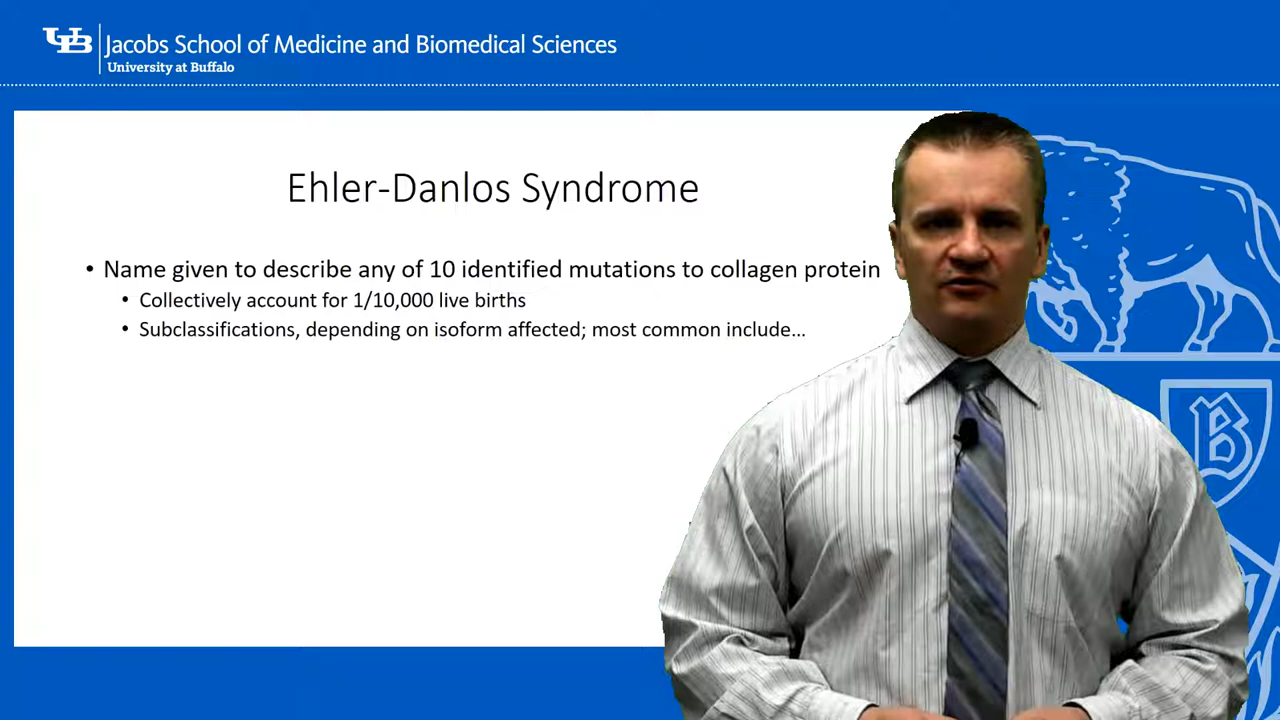 UB Jacobs School of Medicine and Biomedical Sciences
University at Buffalo
Ehler-Danlos Syndrome
• Name given to describe any of 10 identified mutations to collagen protein
• Collectively account for 1/10,000 live births
• Subclassifications, depending on isoform affected; most common include...
B